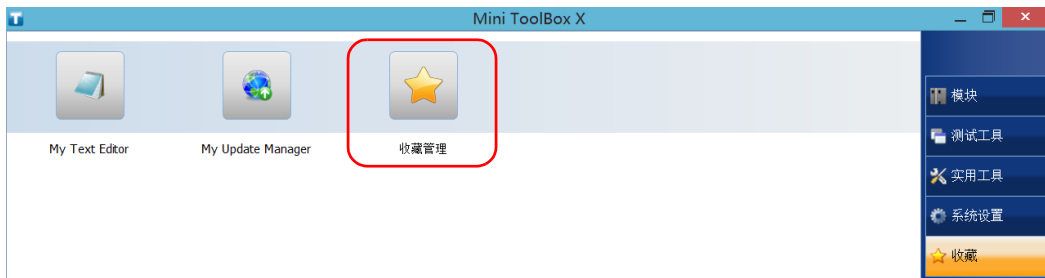 Mini ToolBox X
My Text Editor
My Update Manager
收藏管理
模块
测试工具
实用工具
系统设置
收藏